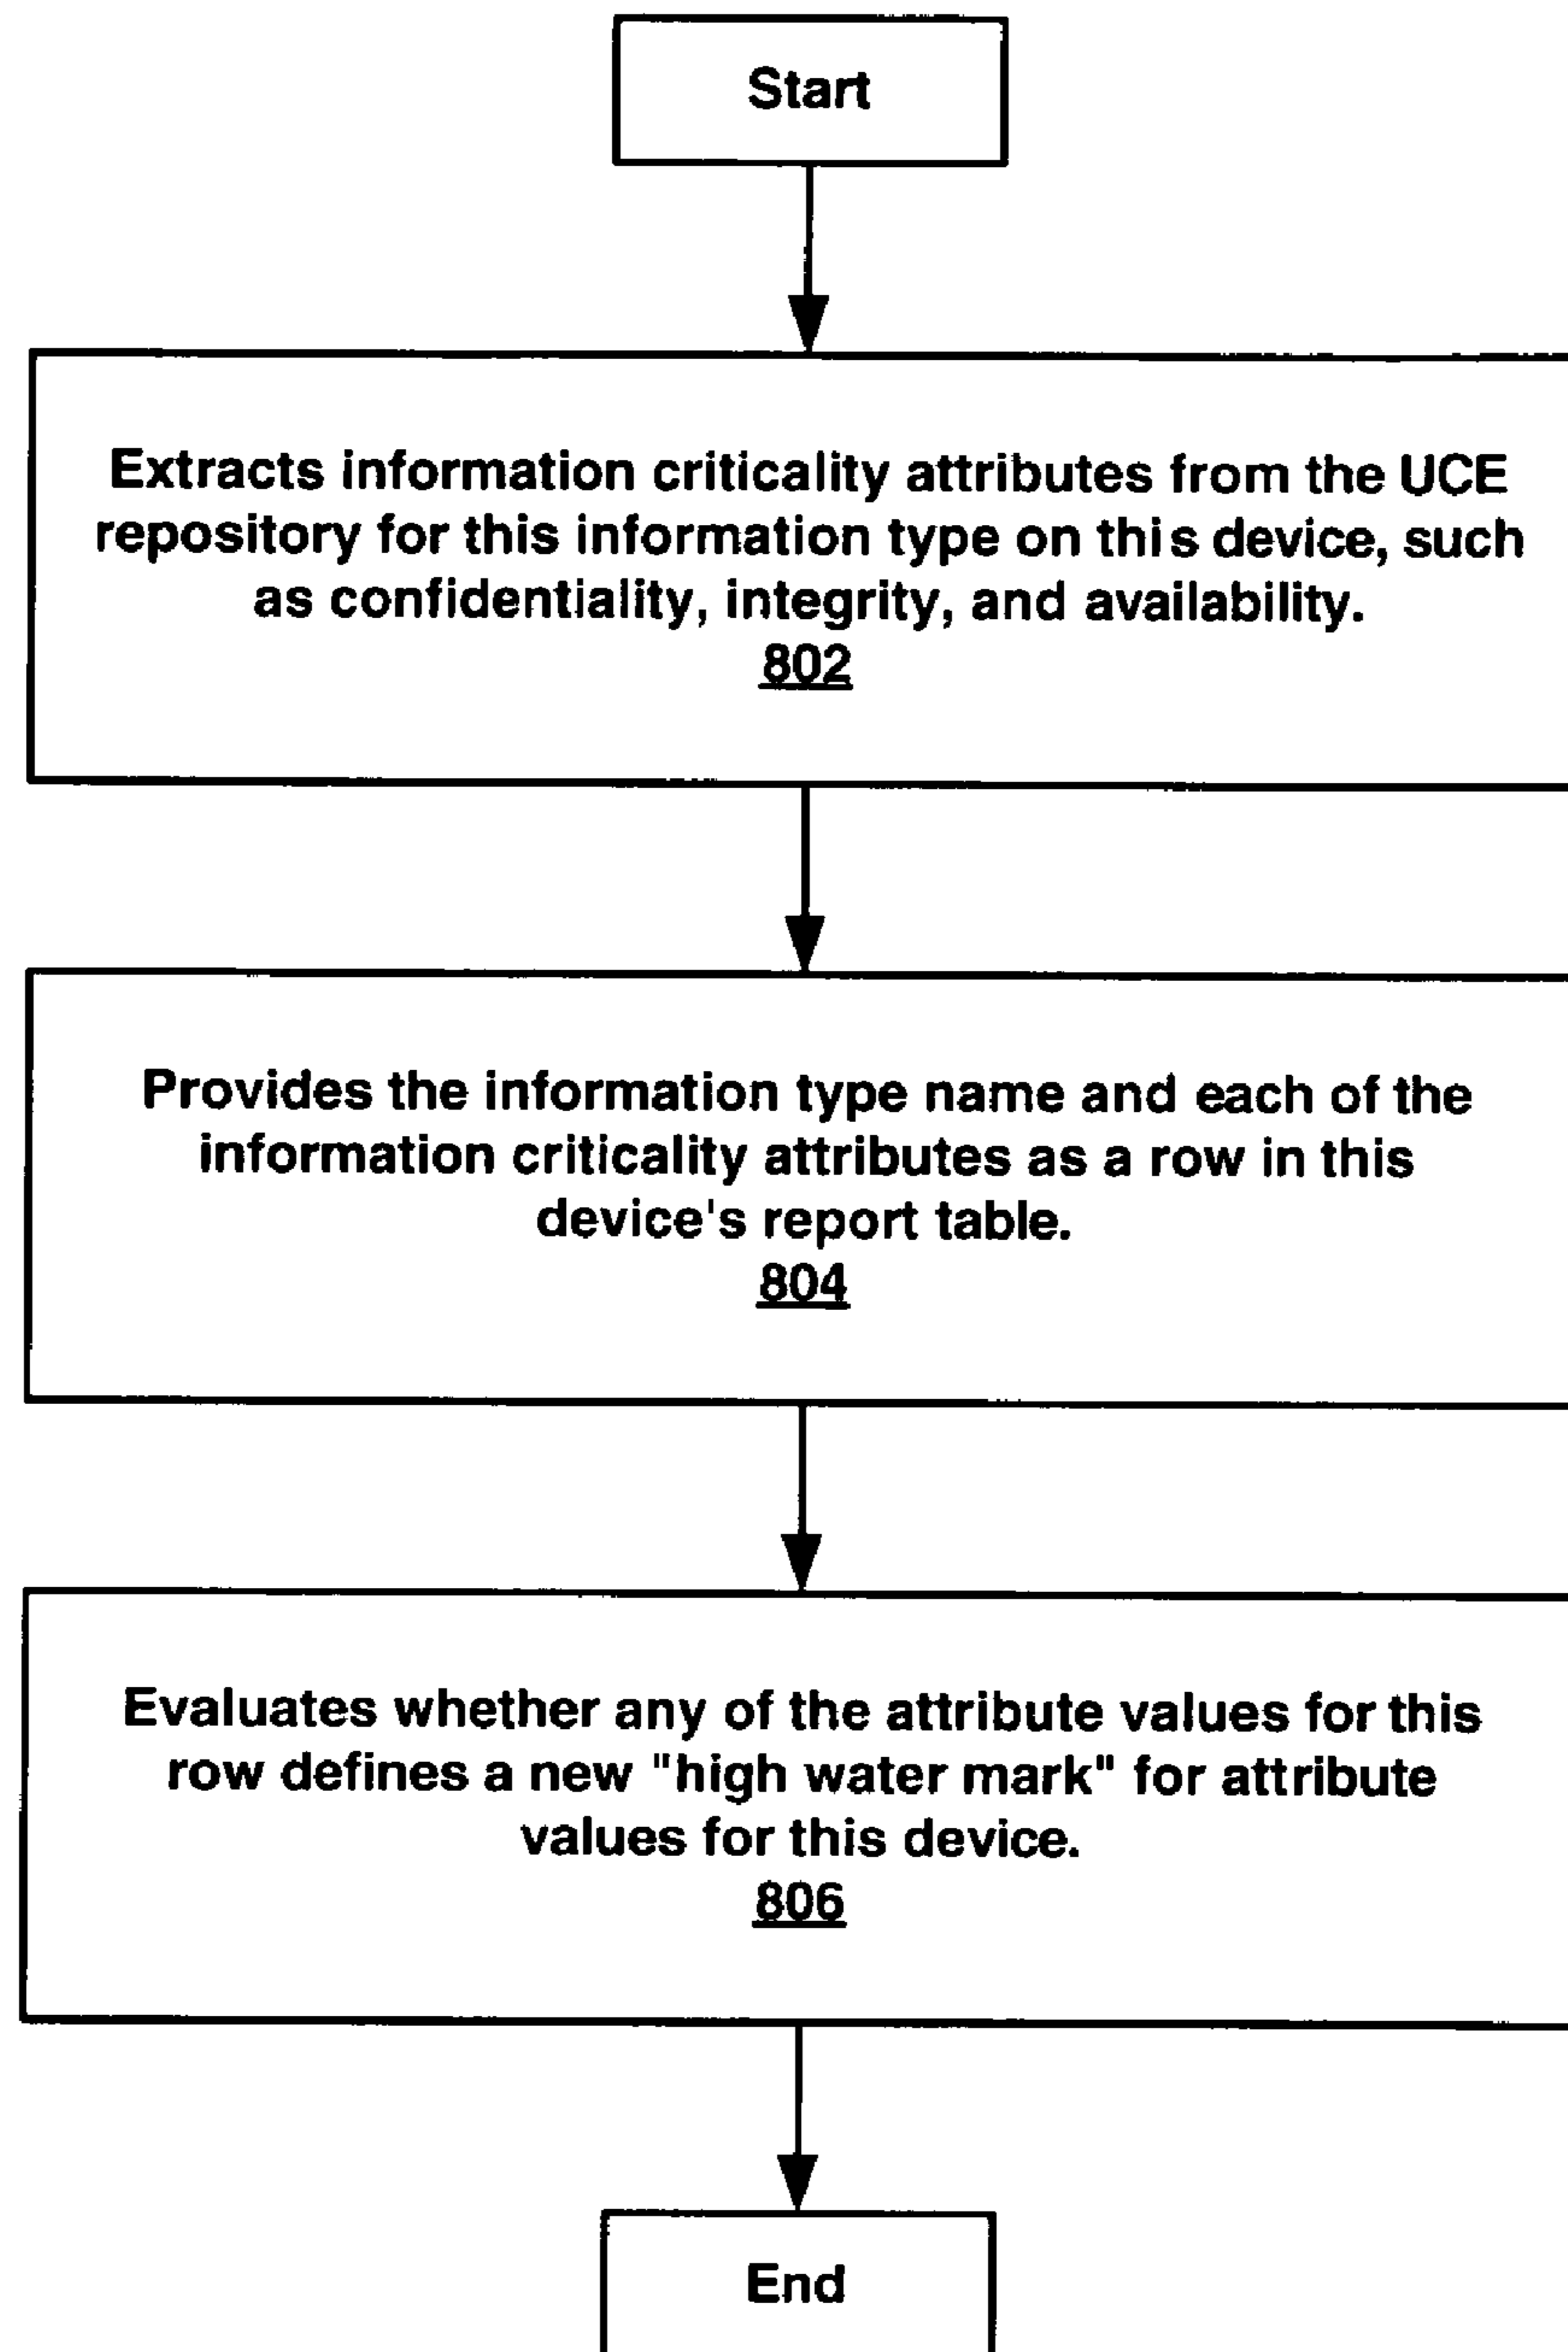 Start
Extracts information criticality attributes from the UCE
repository for this information type on this device, such
as confidentiality, integrity, and availability.
802
Provides the information type name and each of the
information criticality attributes as a row in this
device's report table.
804
Evaluates whether any of the attribute values for this
row defines a new "high water mark" for attribute
values for this device.
806
End